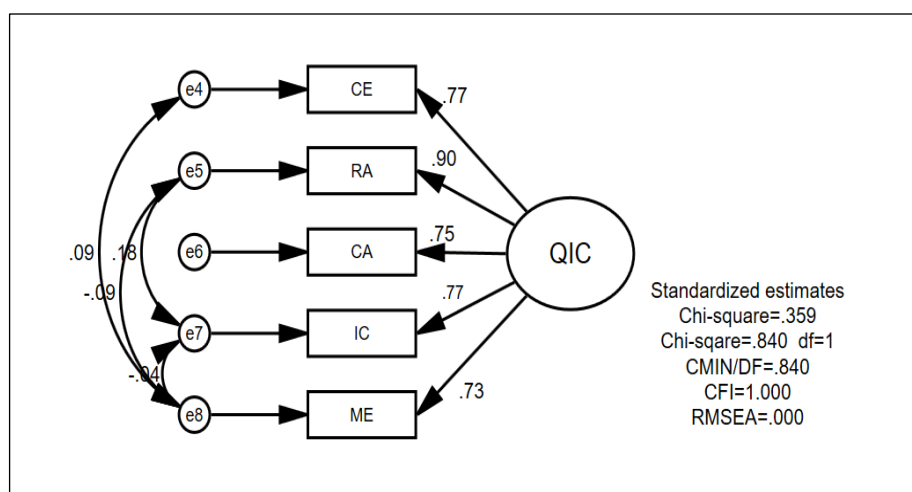 e4
CE
.77
e5
RA
.90
e6
CA
.75
QIC
.09
.18
-.09
e7
IC
.77
-.04
e8
ME
.73
Standardized estimates
Chi-square=.359
Chi-sqare=.840 df=1
CMIN/DF=.840
CFI=1.000
RMSEA=.000